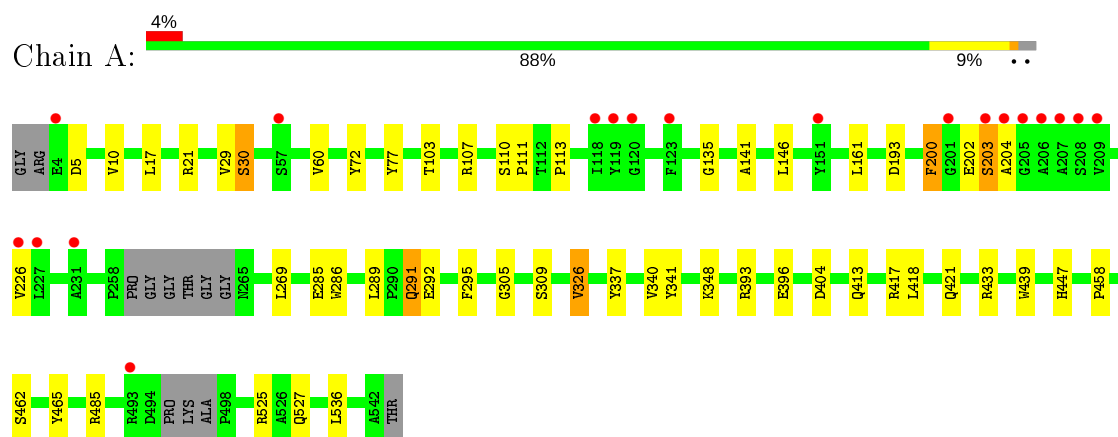 4%
Chain A:
88% 9% • •
GLY ARG E4 D5 V10 L17 R21 V29 S30 S57 V60 Y72 Y77 T103 R107 S110 P111 T112 P113 I118 Y119 G120 F123 G135 A141 L146 Y151 L161 D193 F200 G201 E202 S203 A204 G205 A206 A207 S208 V209
V226 L227 A231 P258 PRO GLY GLY THR GLY GLY N265 L269 E285 W286 L289 P290 Q291 E292 F295 G305 S309 V326 Y337 V340 Y341 K348 R393 E396 D404 Q413 R417 L418 Q421 R433 W439 H447 P458
S462 Y465 R485 R493 D494 PRO LYS ALA P498 R525 A526 Q527 L536 A542 THR